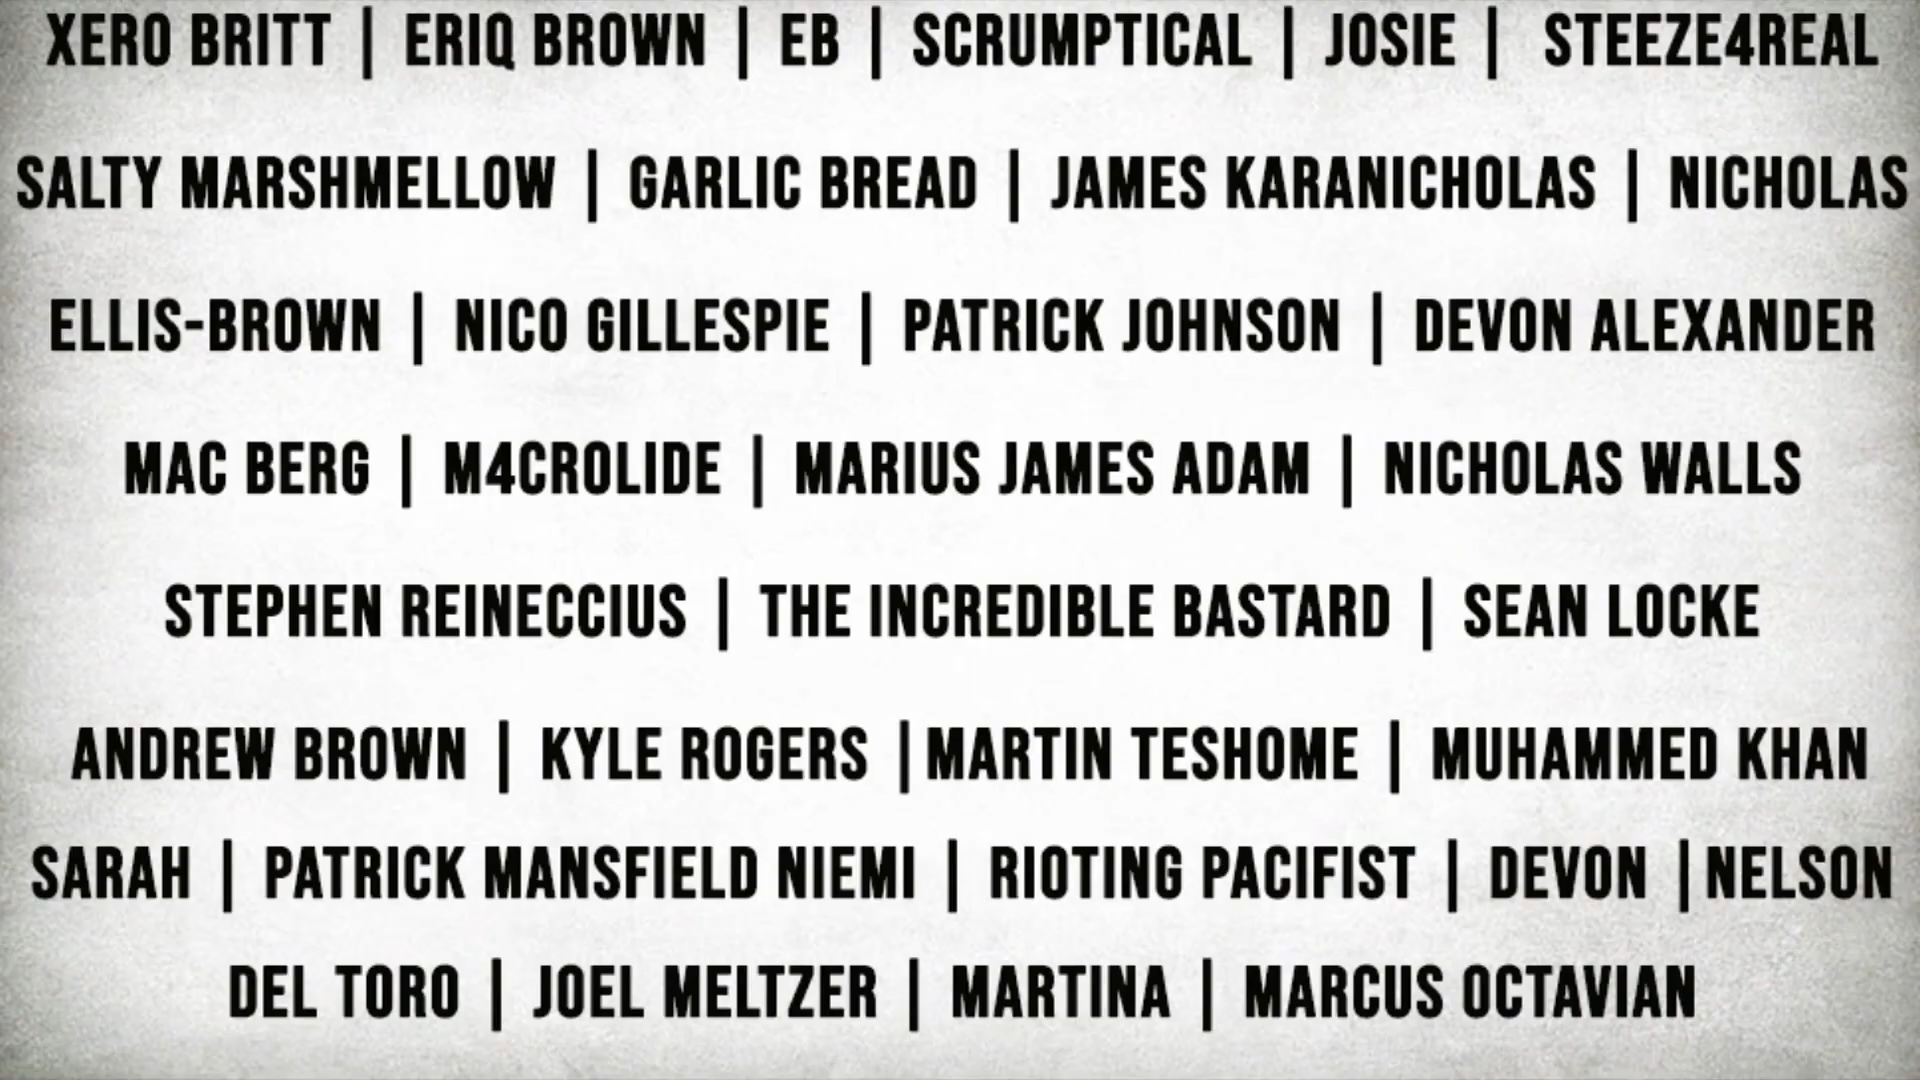 XERO BRITT | ERIQ BROWN | EB | SCRUMPTICAL | JOSIE | STEEZE4REAL
SALTY MARSHMELLOW | GARLIC BREAD | JAMES KARANICHOLAS | NICHOLAS
ELLIS-BROWN | NICO GILLESPIE | PATRICK JOHNSON | DEVON ALEXANDER
MAC BERG | M4CROLIDE | MARIUS JAMES ADAM | NICHOLAS WALLS
STEPHEN REINECCIUS | THE INCREDIBLE BASTARD | SEAN LOCKE
ANDREW BROWN | KYLE ROGERS | MARTIN TESHOME | MUHAMMED KHAN
SARAH | PATRICK MANSFIELD NIEMI | RIOTING PACIFIST | DEVON | NELSON
DEL TORO | JOEL MELTZER | MARTINA | MARCUS OCTAVIAN